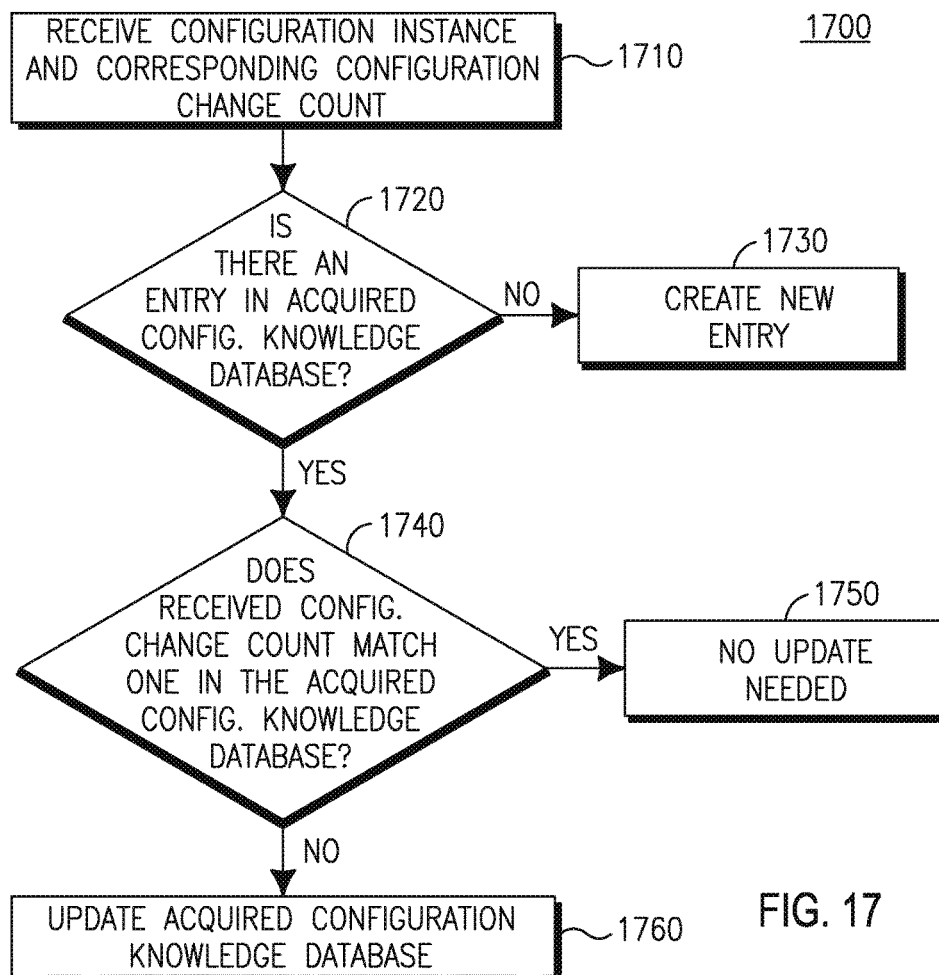 1700
RECEIVE CONFIGURATION INSTANCE
AND CORRESPONDING CONFIGURATION
CHANGE COUNT
1710
1720
IS
THERE AN
ENTRY IN ACQUIRED
CONFIG. KNOWLEDGE
DATABASE?
NO
1730
CREATE NEW
ENTRY
YES
1740
DOES
RECEIVED CONFIG.
CHANGE COUNT MATCH
ONE IN THE ACQUIRED
CONFIG. KNOWLEDGE
DATABASE?
YES
1750
NO UPDATE
NEEDED
NO
UPDATE ACQUIRED CONFIGURATION
KNOWLEDGE DATABASE
1760
FIG. 17